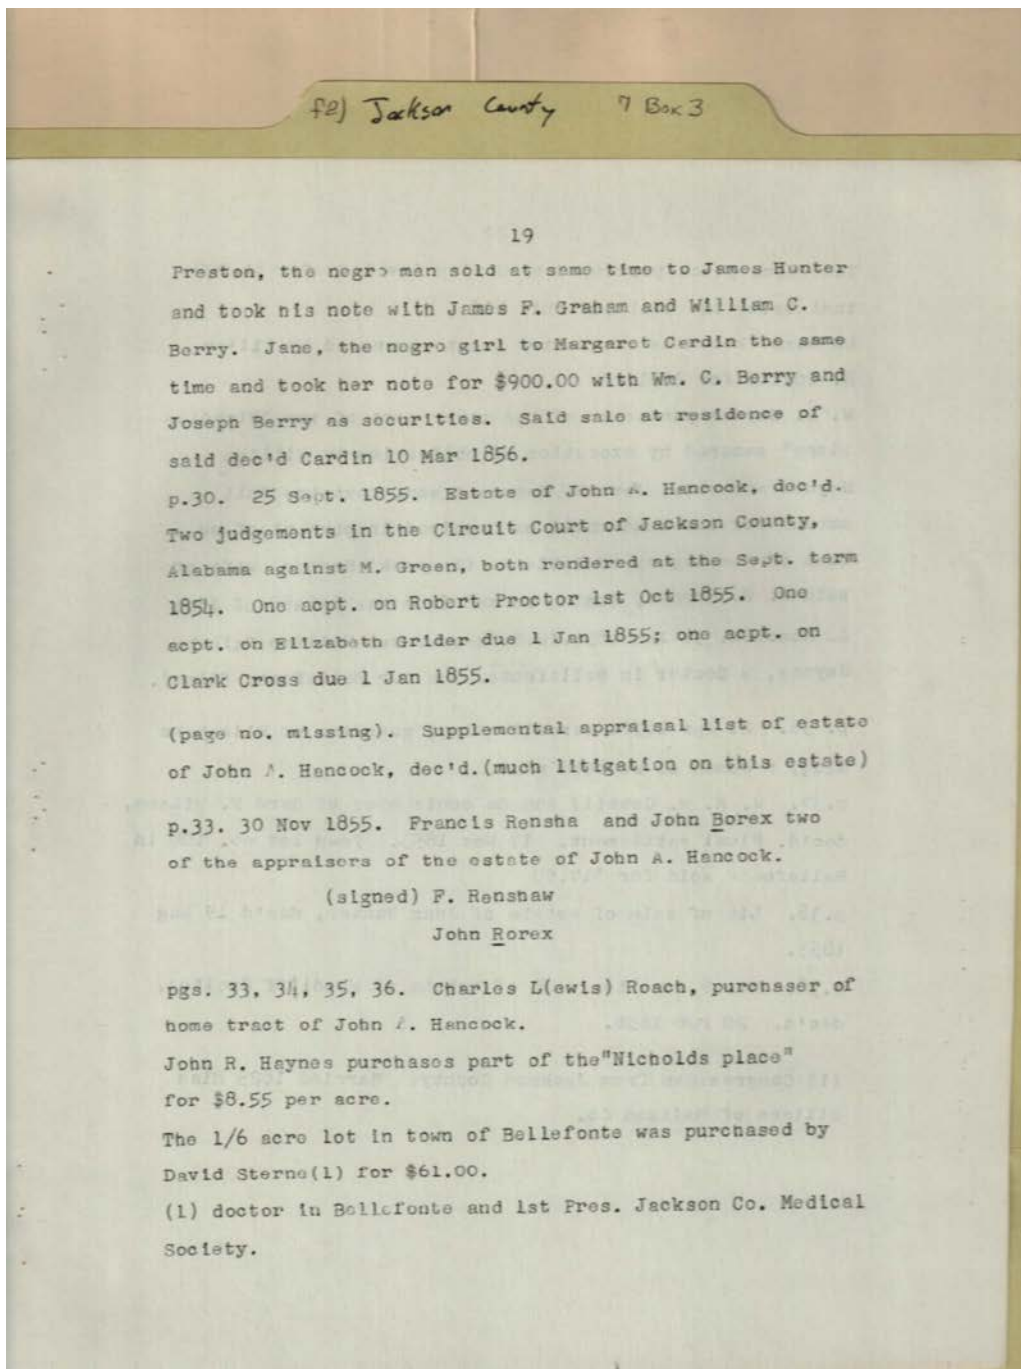 f2) Jackson County 7 Box 3
19
Preston, the negro man sold at same time to James Hunter
and took his note with James F. Graham and William C.
Berry. Jane, the negro girl to Margaret Cardin the same
time and took her note for $900.00 with Wm. C. Berry and
Joseph Berry as securities. Said sale at residence of
said dec'd Cardin 10 Mar 1856.
p.30. 25 Sept. 1855. Estate of John A. Hancock, dec'd.
Two judgements in the Circuit Court of Jackson County,
Alabama against M. Green, both rendered at the Sept. term
1854. One acpt. on Robert Proctor 1st Oct 1855. One
acpt. on Elizabeth Grider due 1 Jan 1855; one acpt. on
Clark Cross due 1 Jan 1855.
(page no. missing). Supplemental appraisal list of estate
of John A. Hancock, dec'd.(much litigation on this estate)
p.33. 30 Nov 1855. Francis Rensha and John Borex two
of the appraisers of the estate of John A. Hancock.
(signed) F. Renshaw
John Rorex
pgs. 33, 34, 35, 36. Charles L(ewis) Roach, purchaser of
home tract of John A. Hancock.
John R. Haynes purchases part of the"Nicholds place"
for $8.55 per acre.
The 1/6 acre lot in town of Bellefonte was purchased by
David Sterne(1) for $61.00.
(1) doctor in Bellefonte and 1st Pres. Jackson Co. Medical
Society.